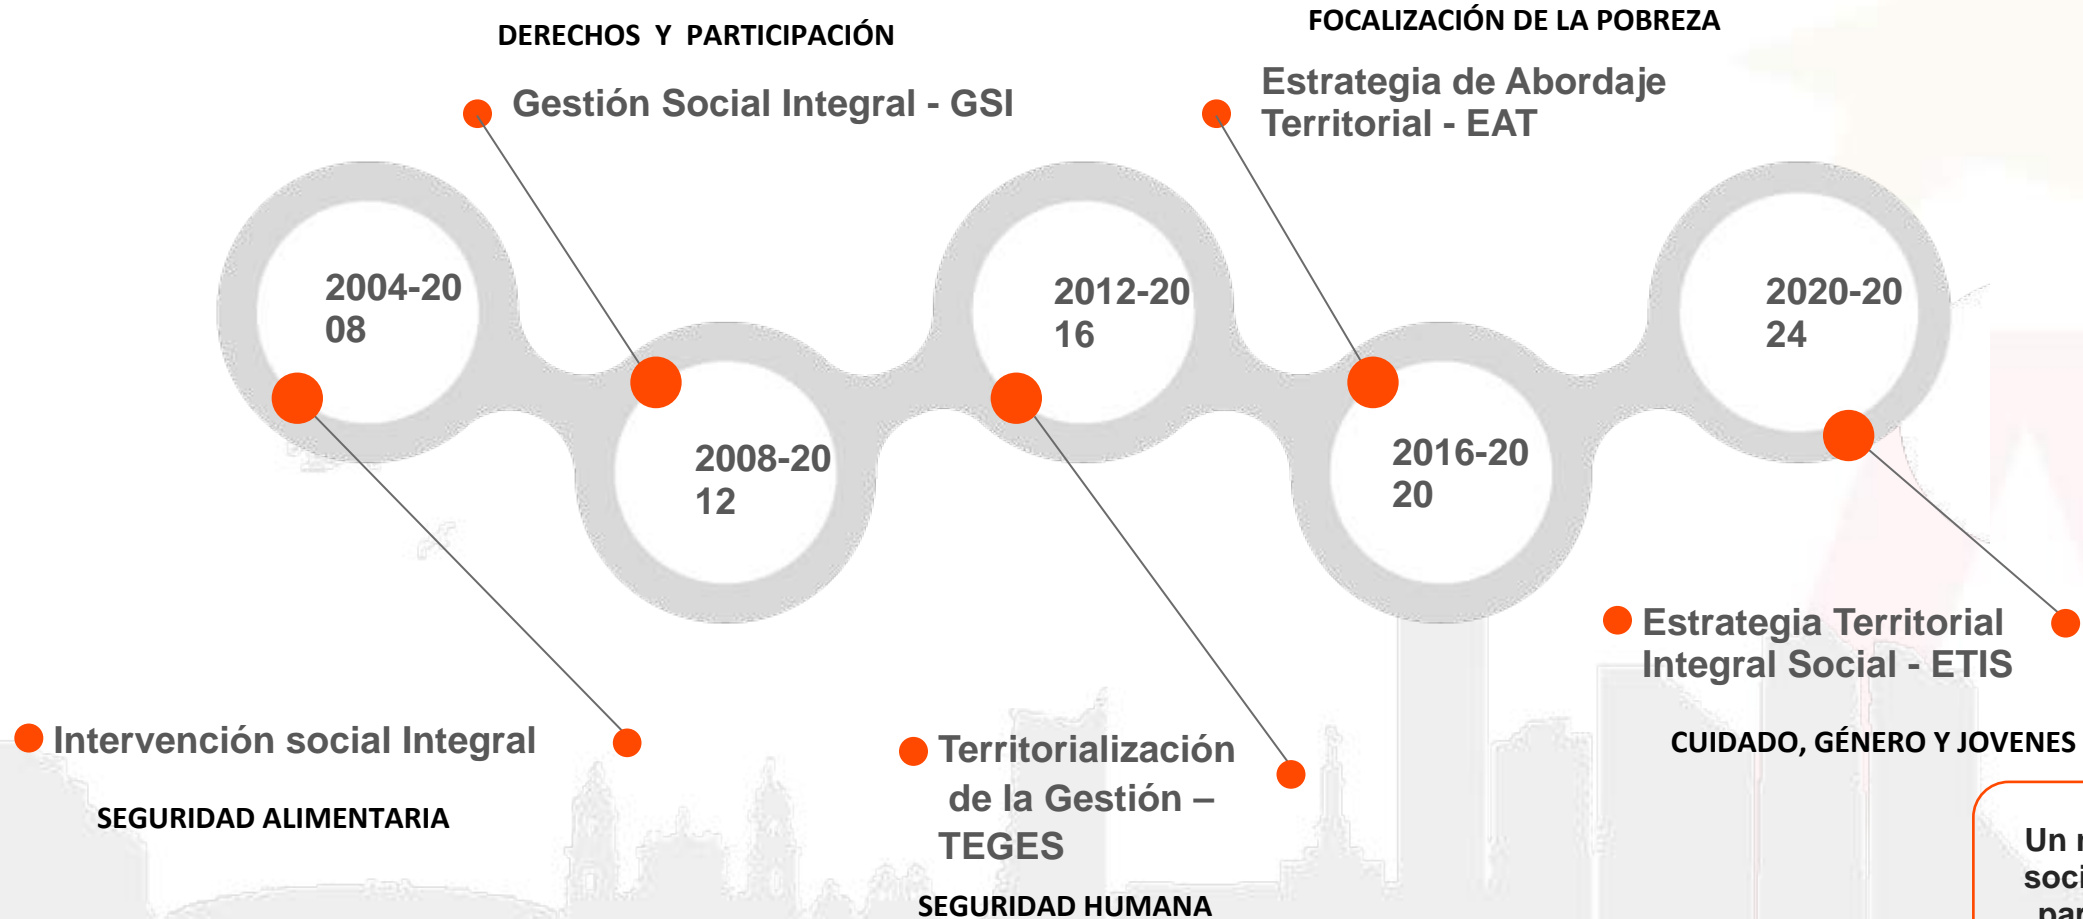 DERECHOS Y PARTICIPACIÓN
Gestión Social Integral - GSI
FOCALIZACIÓN DE LA POBREZA
Estrategia de Abordaje
Territorial - EAT
2004-20
08
2008-20
12
2012-20
16
2016-20
20
2020-20
24
Intervención social Integral
SEGURIDAD ALIMENTARIA
Territorialización
de la Gestión –
TEGES
SEGURIDAD HUMANA
Estrategia Territorial
Integral Social - ETIS
CUIDADO, GÉNERO Y JOVENES
Un